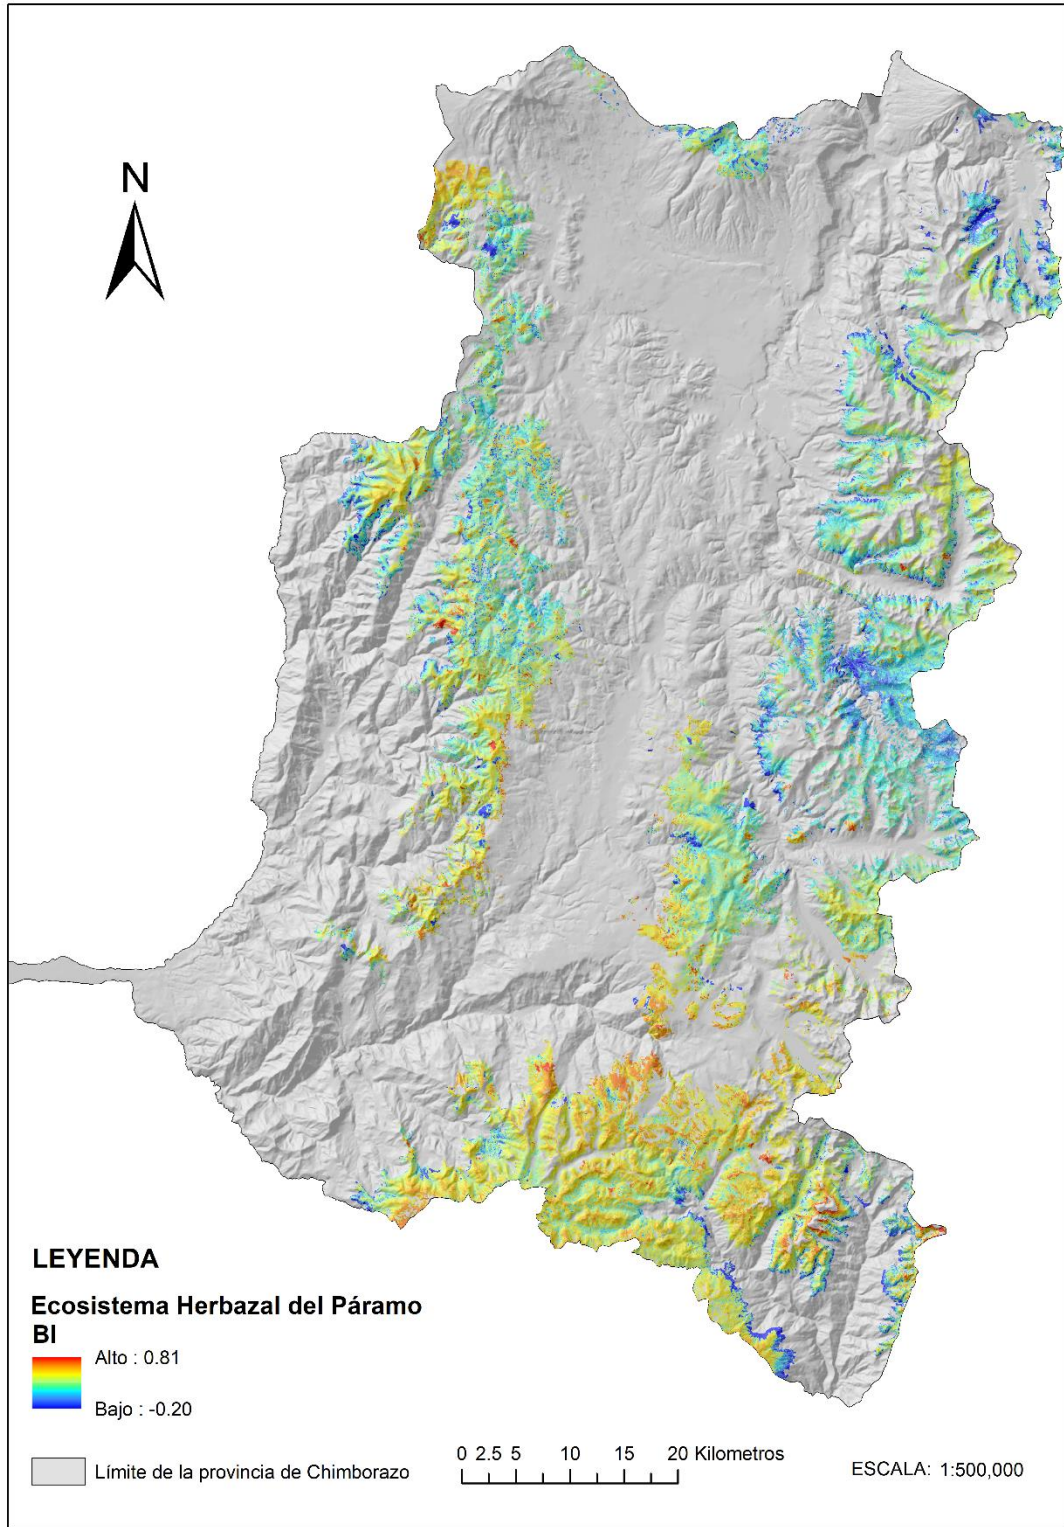 N
LEYENDA
Ecosistema Herbazal del Páramo
BI
Alto : 0.81
Bajo : -0.20
Límite de la provincia de Chimborazo
0 2.5 5 10 15 20 Kilometros
ESCALA: 1:500,000